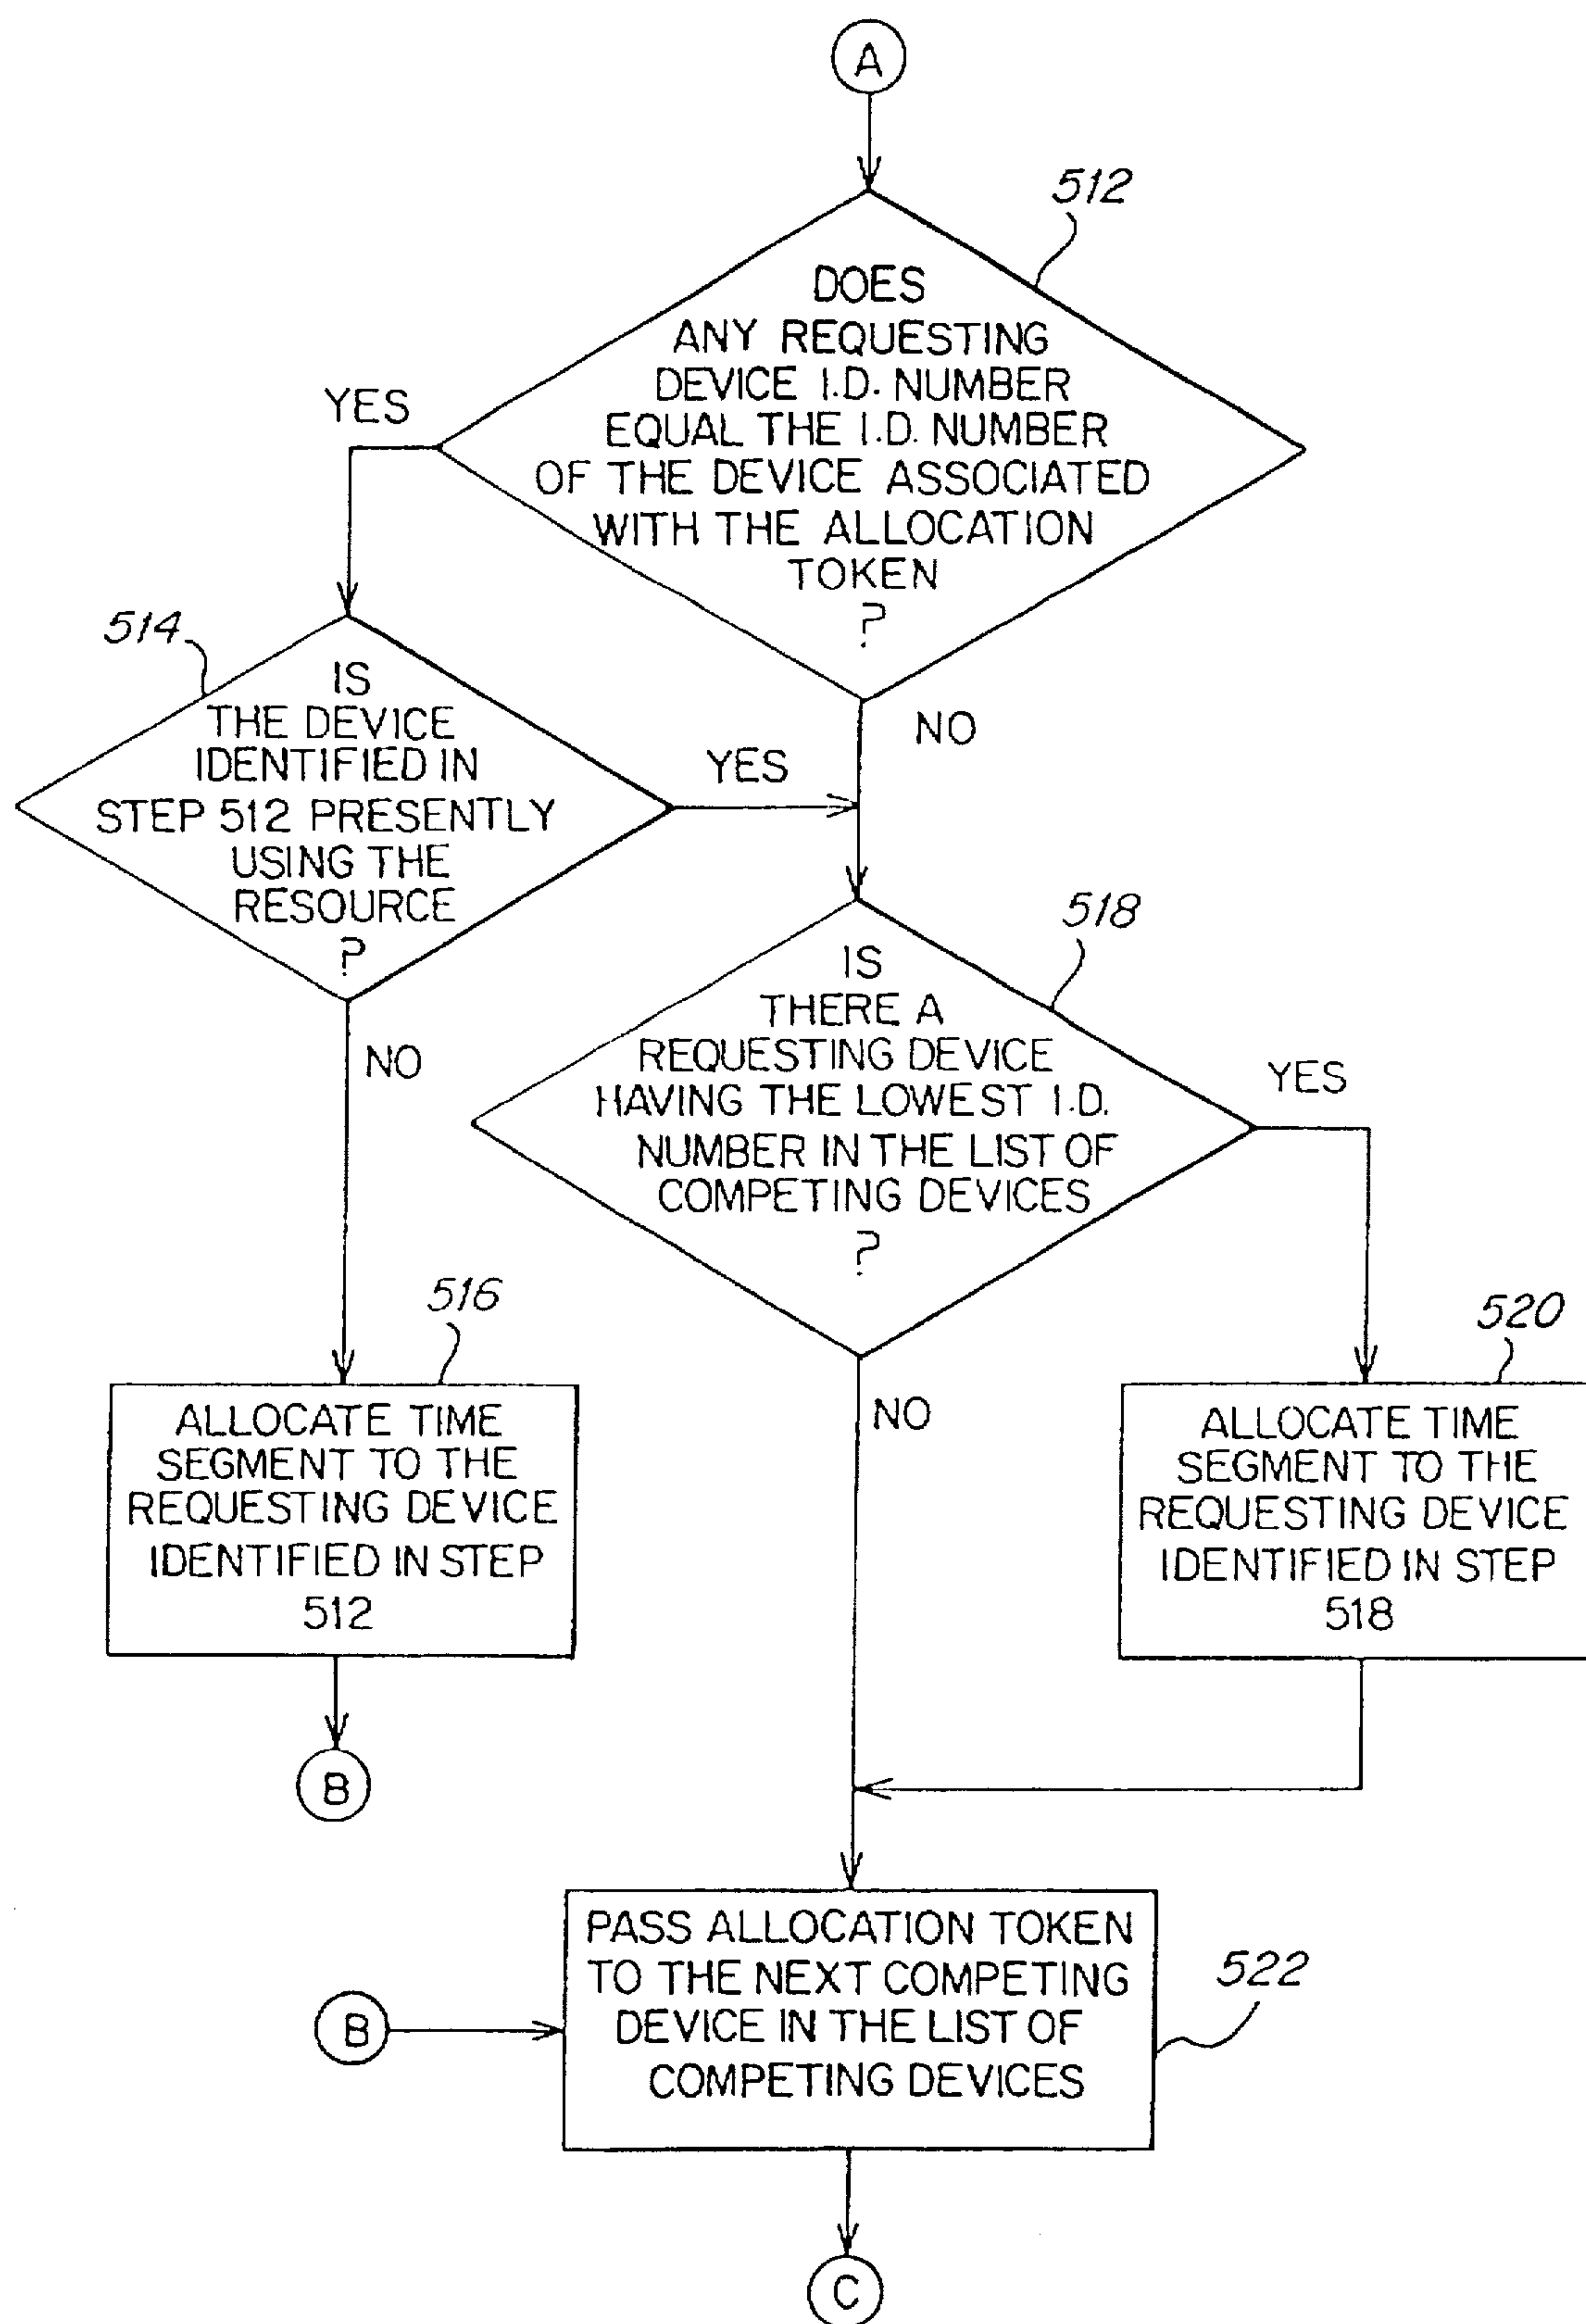 A
512
DOES
ANY REQUESTING
DEVICE I.D. NUMBER
EQUAL THE I.D. NUMBER
OF THE DEVICE ASSOCIATED
WITH THE ALLOCATION
TOKEN
?
YES
NO
514
IS
THE DEVICE
IDENTIFIED IN
STEP 512 PRESENTLY
USING THE
RESOURCE
?
YES
NO
518
IS
THERE A
REQUESTING DEVICE
HAVING THE LOWEST I.D.
NUMBER IN THE LIST OF
COMPETING DEVICES
?
YES
NO
516
ALLOCATE TIME
SEGMENT TO THE
REQUESTING DEVICE
IDENTIFIED IN STEP
512
520
ALLOCATE TIME
SEGMENT TO THE
REQUESTING DEVICE
IDENTIFIED IN STEP
518
B
B
PASS ALLOCATION TOKEN
TO THE NEXT COMPETING
DEVICE IN THE LIST OF
COMPETING DEVICES
522
C